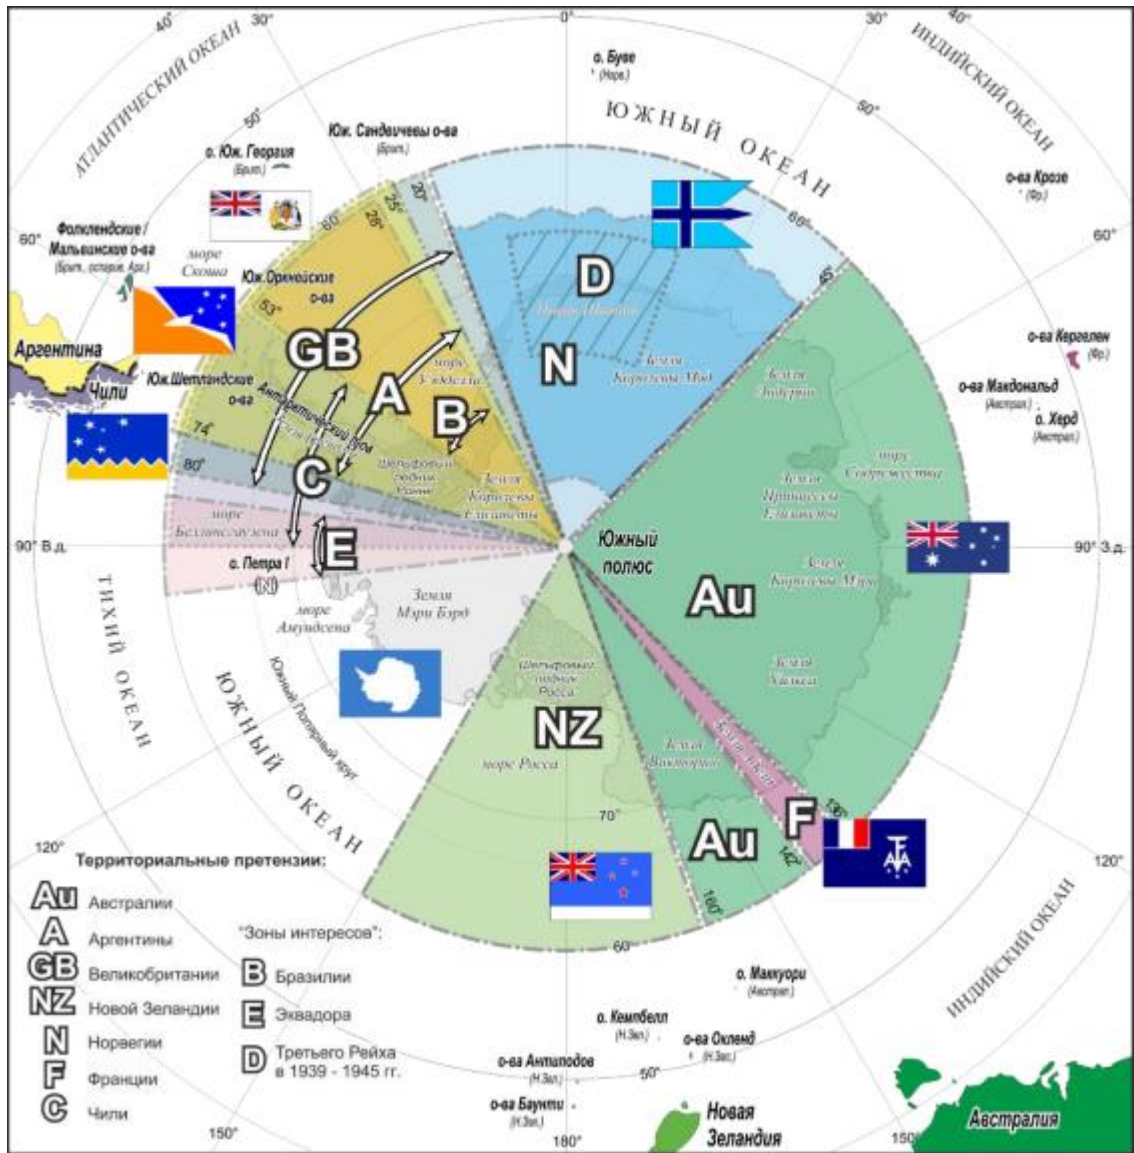 40°
30°
0°
30°
40°
АТЛАНТИЧЕСКИЙ ОКЕАН
ИНДИЙСКИЙ ОКЕАН
о. Буве
(Норв.)
50°
50°
ЮЖНЫЙ ОКЕАН
Юж. Сандвичевы о-ва
(Брит.)
о. Юж. Георгия
(Брит.)
о-ва Крозе
(Фр.)
20°
25°
28°
60°
66°
Фолклендские /
Мальвинские о-ва
(Брит., оспарив. Арг.)
60°
60°
море
Скоша
Юж. Оркнейские
о-ва
53°
45°
D
GB
N
A
B
море
Уэдделла
Земля
Королевы Мод
Аргентина
Чили
Юж. Шетландские
о-ва
Земля
Эндерби
о-ва Кергелен
(Фр.)
о-ва Макдональд
(Австрал.)
о. Херд
(Австрал.)
74°
80°
C
Шельфовый
ледник
Ронне
Земля
Королевы
Елизаветы
море
Содружества
Земля
Принцессы
Елизаветы
море
Беллинсгаузена
90° В.д.
E
о. Петра I
(N)
Южный
полюс
90° З.д.
Земля
Королевы Мэри
Au
море
Амундсена
Земля
Мэри Бэрд
ТИХИЙ ОКЕАН
ЮЖНЫЙ ОКЕАН
Южный Полярный круг
Шельфовый
ледник
Росса
Земля
Уилкса
NZ
море Росса
Земля
Виктории
70°
136°
F
142°
Au
160°
60
120°
120°
ИНДИЙСКИЙ ОКЕАН
Территориальные претензии:
Au Австралии
A Аргентины
GB Великобритании
NZ Новой Зеландии
N Норвегии
F Франции
C Чили
"Зоны интересов":
B Бразилии
E Эквадора
D Третьего Рейха
в 1939 - 1945 гг.
о. Маккуори
(Австрал.)
о. Кемпбелл
(Н.Зел.)
о-ва Окленд
(Н.Зел.)
о-ва Антиподов
(Н.Зел.)
50°
о-ва Баунти
(Н.Зел.)
Новая
Зеландия
Австралия
150°
180°
150°